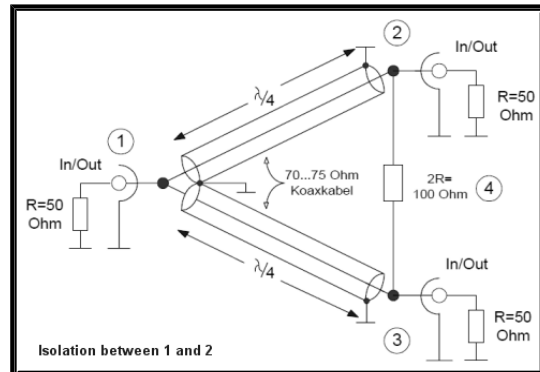 2
In/Out
λ/4
R=50
Ohm
1
In/Out
70...75 Ohm
Koaxkabel
2R=
100 Ohm
4
R=50
Ohm
λ/4
In/Out
R=50
Ohm
3
Isolation between 1 and 2